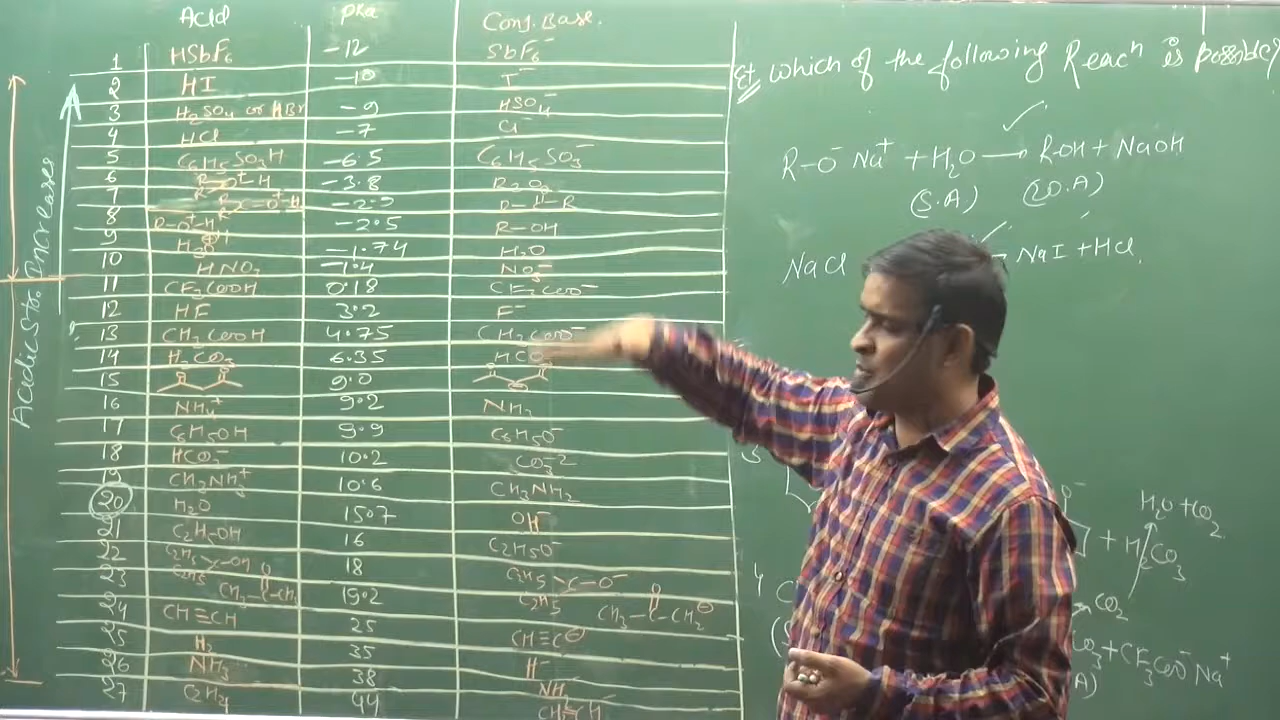 Acid pka Conj. Base.
1 HSbF6 -12 SbF6⁻
2 HI -10 I⁻
3 H2SO4 or HBr -9 HSO4⁻
4 HCl -7 Cl⁻
5 C6H5SO3H -6.5 C6H5SO3⁻
6 -3.8
7 R-C-R
8 R-O⁺-H -2.5 R-OH
9 -1.74 H2O
10 HNO3 -1.4 NO3⁻
11 CF3COOH 0.18 CF3COO⁻
12 HF 3.2 F⁻
13 CH3COOH 4.75 CH3COO⁻
14 H2CO3 6.35
15 9.0
16 NH4⁺ 9.2 NH3
17 C6H5OH 9.9 C6H5O⁻
18 HCO3⁻ 10.2 CO3⁻²
19 CH3NH3⁺ 10.6 CH3NH2
20 H2O 15.7 OH⁻
21 C2H5OH 16 C2H5O⁻
22 18
23 19.2
24 CH≡CH 25 CH≡C⊖
25 H2 35 H⁻
26 NH3 38
27 C2H4 44
Acidic Str. Increases
Ex. Which of the following Reacⁿ is possible?
R-O⁻Na⁺ + H2O → R-OH + NaOH
(S.A) (W.A)
NaCl NaI + HCl
H2O + CO2
+ H2CO3
CO2
+ CF3COO⁻Na⁺